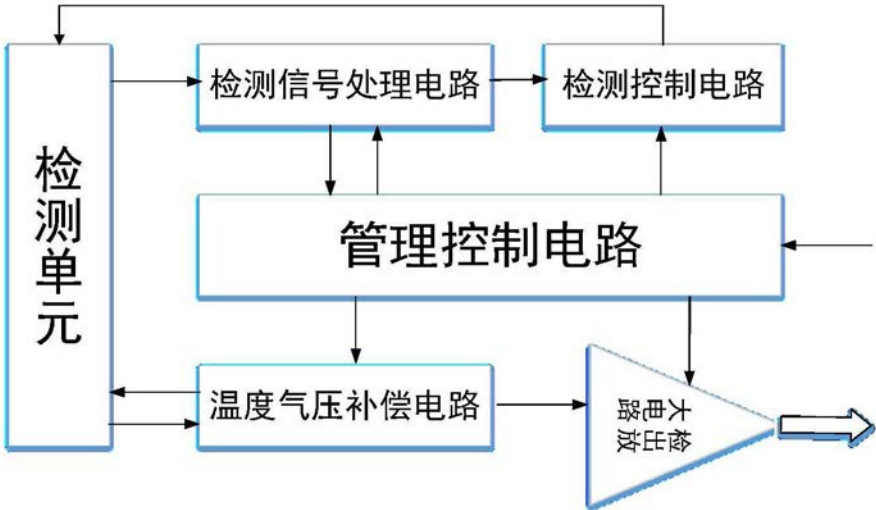 检测信号处理电路
检测控制电路
检测单元
管理控制电路
温度气压补偿电路
检出放
大电路